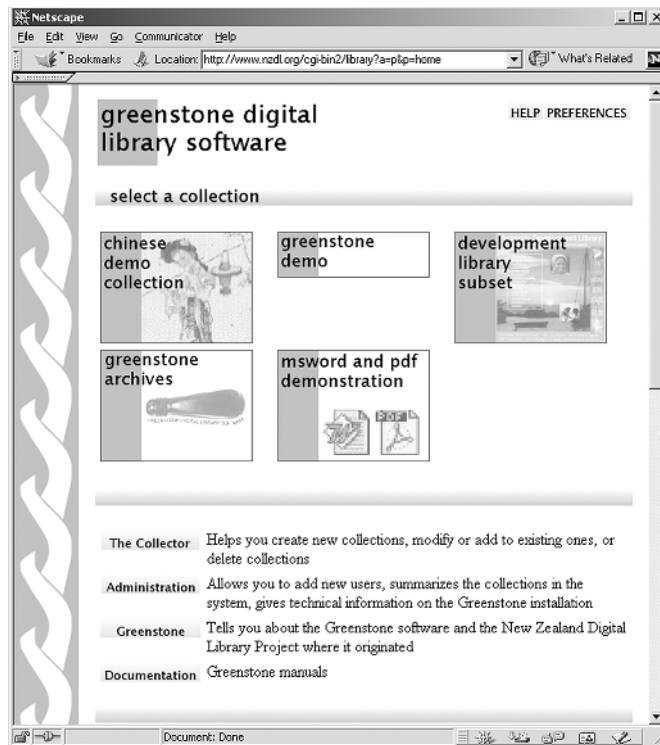 Netscape
File Edit View Go Communicator Help
Bookmarks Location: http://www.nzdl.org/cgi-bin2/library?a=p&p=home What's Related N
greenstone digital
library software
HELP PREFERENCES
select a collection
chinese
demo
collection
greenstone
demo
development
library
subset
greenstone
archives
msword and pdf
demonstration
PDF
The Collector Helps you create new collections, modify or add to existing ones, or
delete collections
Administration Allows you to add new users, summarizes the collections in the
system, gives technical information on the Greenstone installation
Greenstone Tells you about the Greenstone software and the New Zealand Digital
Library Project where it originated
Documentation Greenstone manuals
Document: Done